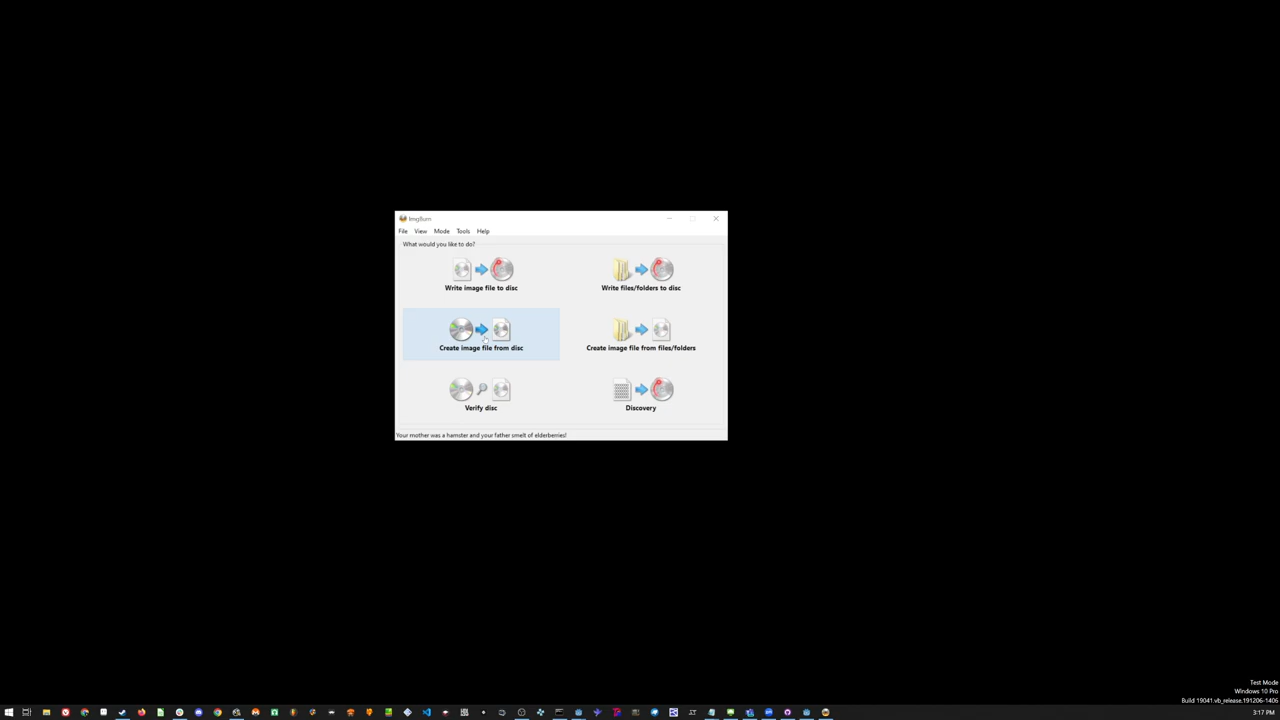 ImgBurn
File View Mode Tools Help
What would you like to do?
Write image file to disc
Write files/folders to disc
Create image file from disc
Create image file from files/folders
Verify disc
Discovery
Your mother was a hamster and your father smelt of elderberries!
Test Mode
Windows 10 Pro
Build 19041.vb_release.191206-1406
3:17 PM